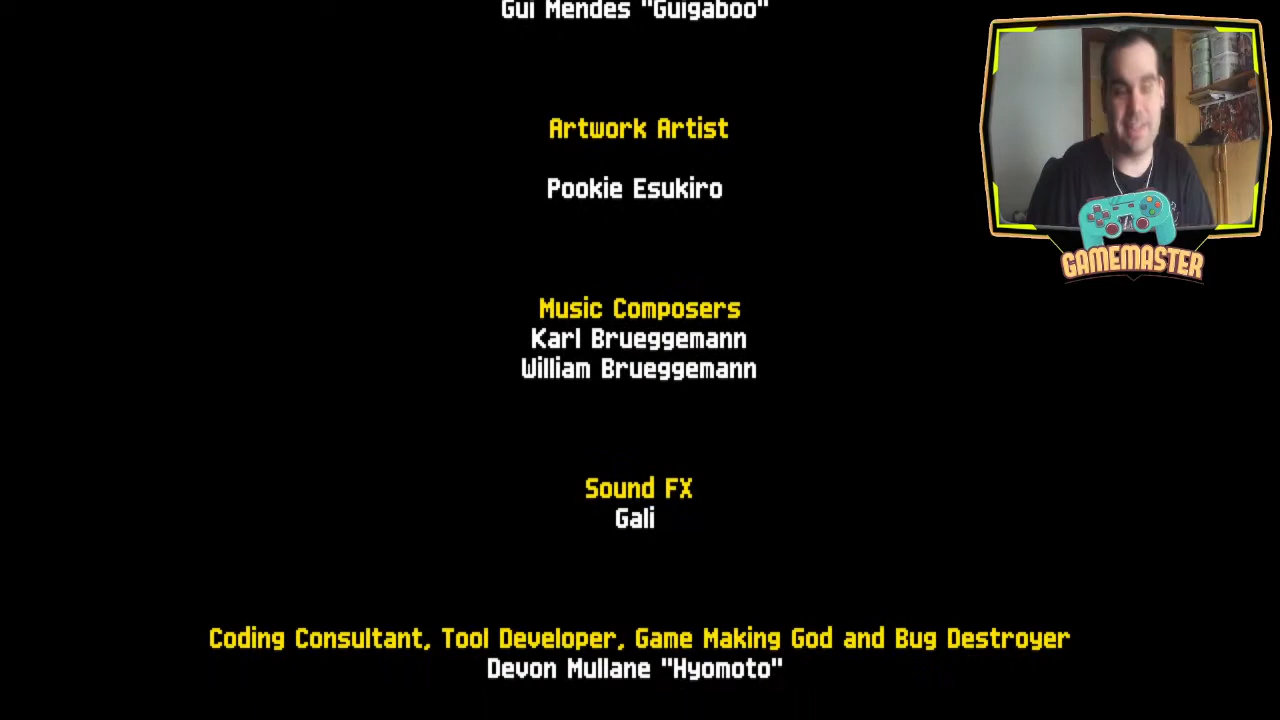 Gui Mendes "Guigaboo"
Artwork Artist
Pookie Esukiro
Music Composers
Karl Brueggemann
William Brueggemann
Sound FX
Gali
Coding Consultant, Tool Developer, Game Making God and Bug Destroyer
Devon Mullane "Hyomoto"
GAMEMASTER